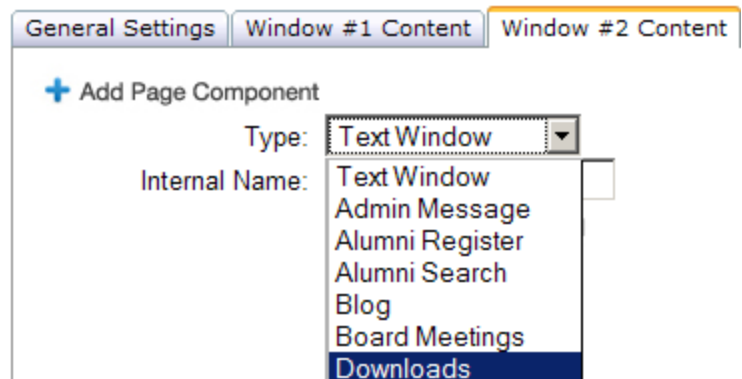 General Settings Window #1 Content Window #2 Content
Add Page Component
Type: Text Window
Internal Name: Text Window
Admin Message
Alumni Register
Alumni Search
Blog
Board Meetings
Downloads